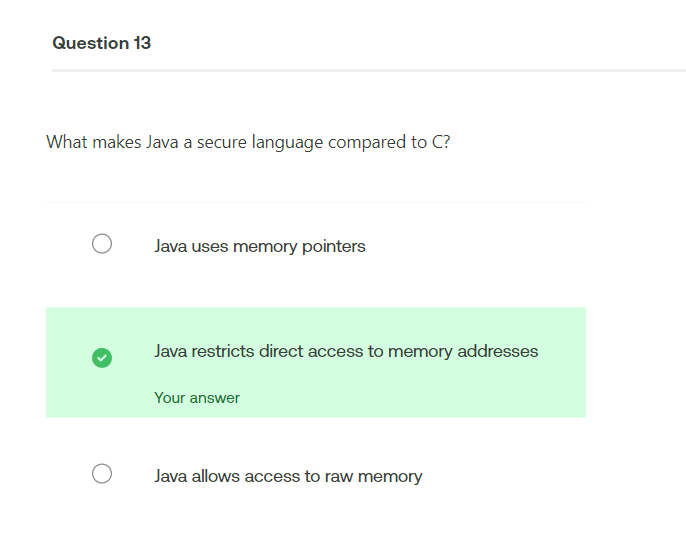 Question 13
What makes Java a secure language compared to C?
Java uses memory pointers
Java restricts direct access to memory addresses
Your answer
Java allows access to raw memory